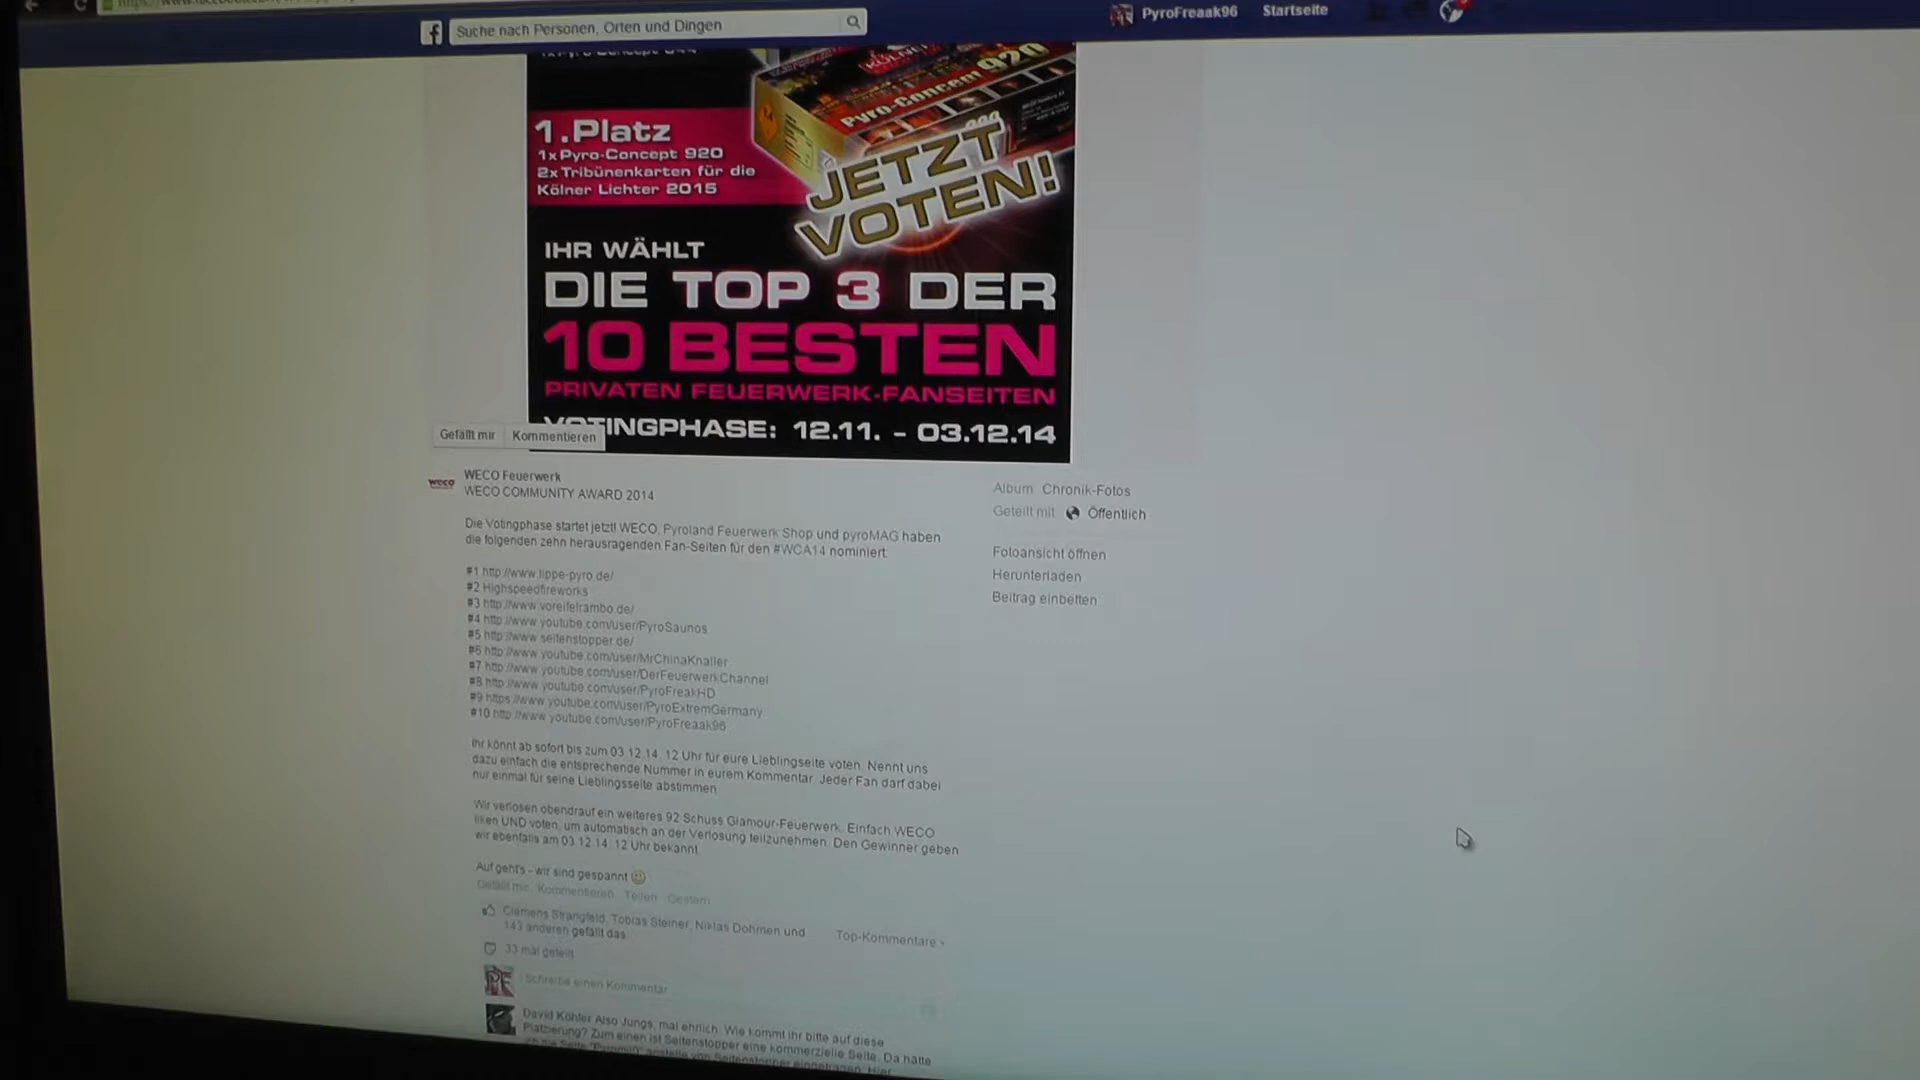 Suche nach Personen, Orten und Dingen
PyroFreaak96 Startseite
Pyro-Concept 920
JETZT
VOTEN!
1.Platz
1xPyro-Concept 920
2xTribünenkarten für die
Kölner Lichter 2015
IHR WÄHLT
DIE TOP 3 DER
10 BESTEN
PRIVATEN FEUERWERK-FANSEITEN
VOTINGPHASE: 12.11. - 03.12.14
Gefällt mir Kommentieren
weco
WECO Feuerwerk
WECO COMMUNITY AWARD 2014
Die Votingphase startet jetzt! WECO, Pyroland Feuerwerk Shop und pyroMAG haben
die folgenden zehn herausragenden Fan-Seiten für den #WCA14 nominiert:
#1 http://www.lippe-pyro.de/
#2 Highspeedfireworks
#3 http://www.voreifelrambo.de/
#4 http://www.youtube.com/user/PyroSaunos
#5 http://www.seitenstopper.de/
#6 http://www.youtube.com/user/MrChinaKnaller
#7 http://www.youtube.com/user/DerFeuerwerkChannel
#8 http://www.youtube.com/user/PyroFreakHD
#9 https://www.youtube.com/user/PyroExtremGermany
#10 http://www.youtube.com/user/PyroFreaak96
Ihr könnt ab sofort bis zum 03.12.14, 12 Uhr für eure Lieblingseite voten. Nennt uns
dazu einfach die entsprechende Nummer in eurem Kommentar. Jeder Fan darf dabei
nur einmal für seine Lieblingsseite abstimmen.
Wir verlosen obendrauf ein weiteres 92 Schuss Glamour-Feuerwerk. Einfach WECO
liken UND voten, um automatisch an der Verlosung teilzunehmen. Den Gewinner geben
wir ebenfalls am 03.12.14, 12 Uhr bekannt.
Auf geht's - wir sind gespannt
Gefällt mir Kommentieren Teilen Gestern
Clemens Strangfeld, Tobias Steiner, Niklas Dohmen und
143 anderen gefällt das.
Top-Kommentare
33 mal geteilt
Schreibe einen Kommentar
David Köhler Also Jungs, mal ehrlich. Wie kommt ihr bitte auf diese
Platzierung? Zum einen ist Seitenstopper eine kommerzielle Seite. Da hätte
Album: Chronik-Fotos
Geteilt mit: Öffentlich
Fotoansicht öffnen
Herunterladen
Beitrag einbetten